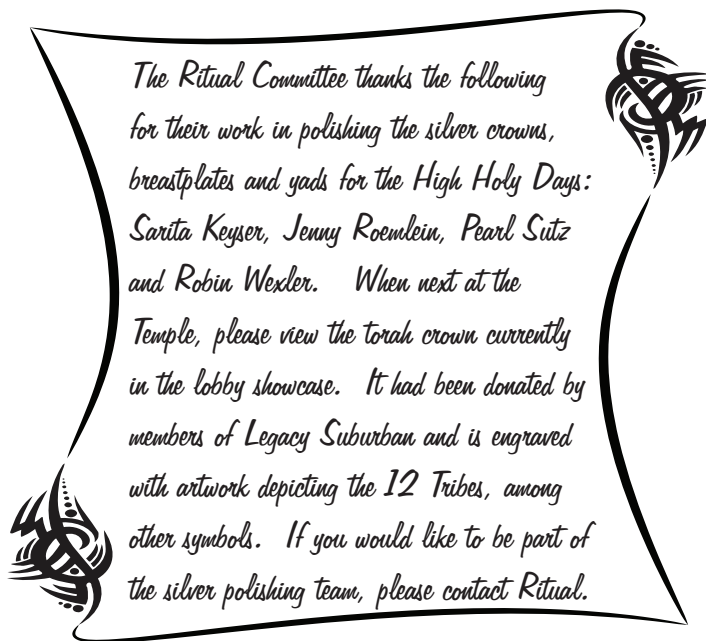 The Ritual Committee thanks the following
for their work in polishing the silver crowns,
breastplates and yads for the High Holy Days:
Sarita Keyser, Jenny Roemlein, Pearl Sutz
and Robin Wexler. When next at the
Temple, please view the torah crown currently
in the lobby showcase. It had been donated by
members of Legacy Suburban and is engraved
with artwork depicting the 12 Tribes, among
other symbols. If you would like to be part of
the silver polishing team, please contact Ritual.